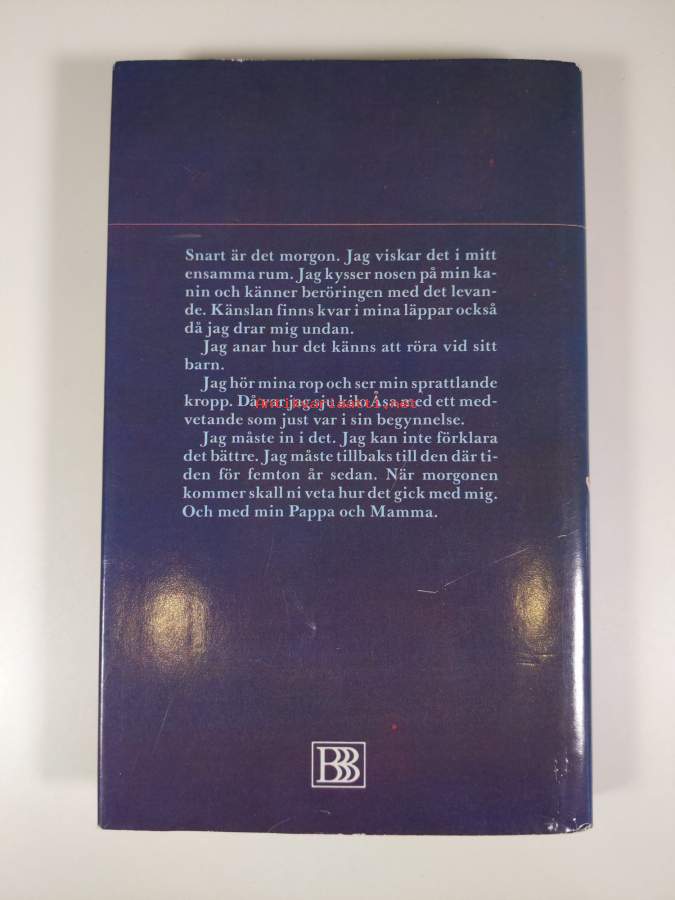 Snart är det morgon. Jag viskar det i mitt
ensamma rum. Jag kysser nosen på min ka-
nin och känner beröringen med det levan-
de. Känslan finns kvar i mina läppar också
då jag drar mig undan.
Jag anar hur det känns att röra vid sitt
barn.
Jag hör mina rop och ser min sprattlande
kropp. Då var jag sju kilo Åsa med ett med-
vetande som just var i sin begynnelse.
Jag måste in i det. Jag kan inte förklara
det bättre. Jag måste tillbaks till den där ti-
den för femton år sedan. När morgonen
kommer skall ni veta hur det gick med mig.
Och med min Pappa och Mamma.
Antikvariaatti.net
BBB